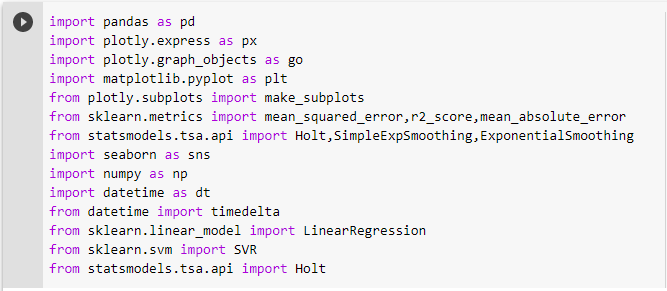 import pandas as pd
import plotly.express as px
import plotly.graph_objects as go
import matplotlib.pyplot as plt
from plotly.subplots import make_subplots
from sklearn.metrics import mean_squared_error,r2_score,mean_absolute_error
from statsmodels.tsa.api import Holt,SimpleExpSmoothing,ExponentialSmoothing
import seaborn as sns
import numpy as np
import datetime as dt
from datetime import timedelta
from sklearn.linear_model import LinearRegression
from sklearn.svm import SVR
from statsmodels.tsa.api import Holt